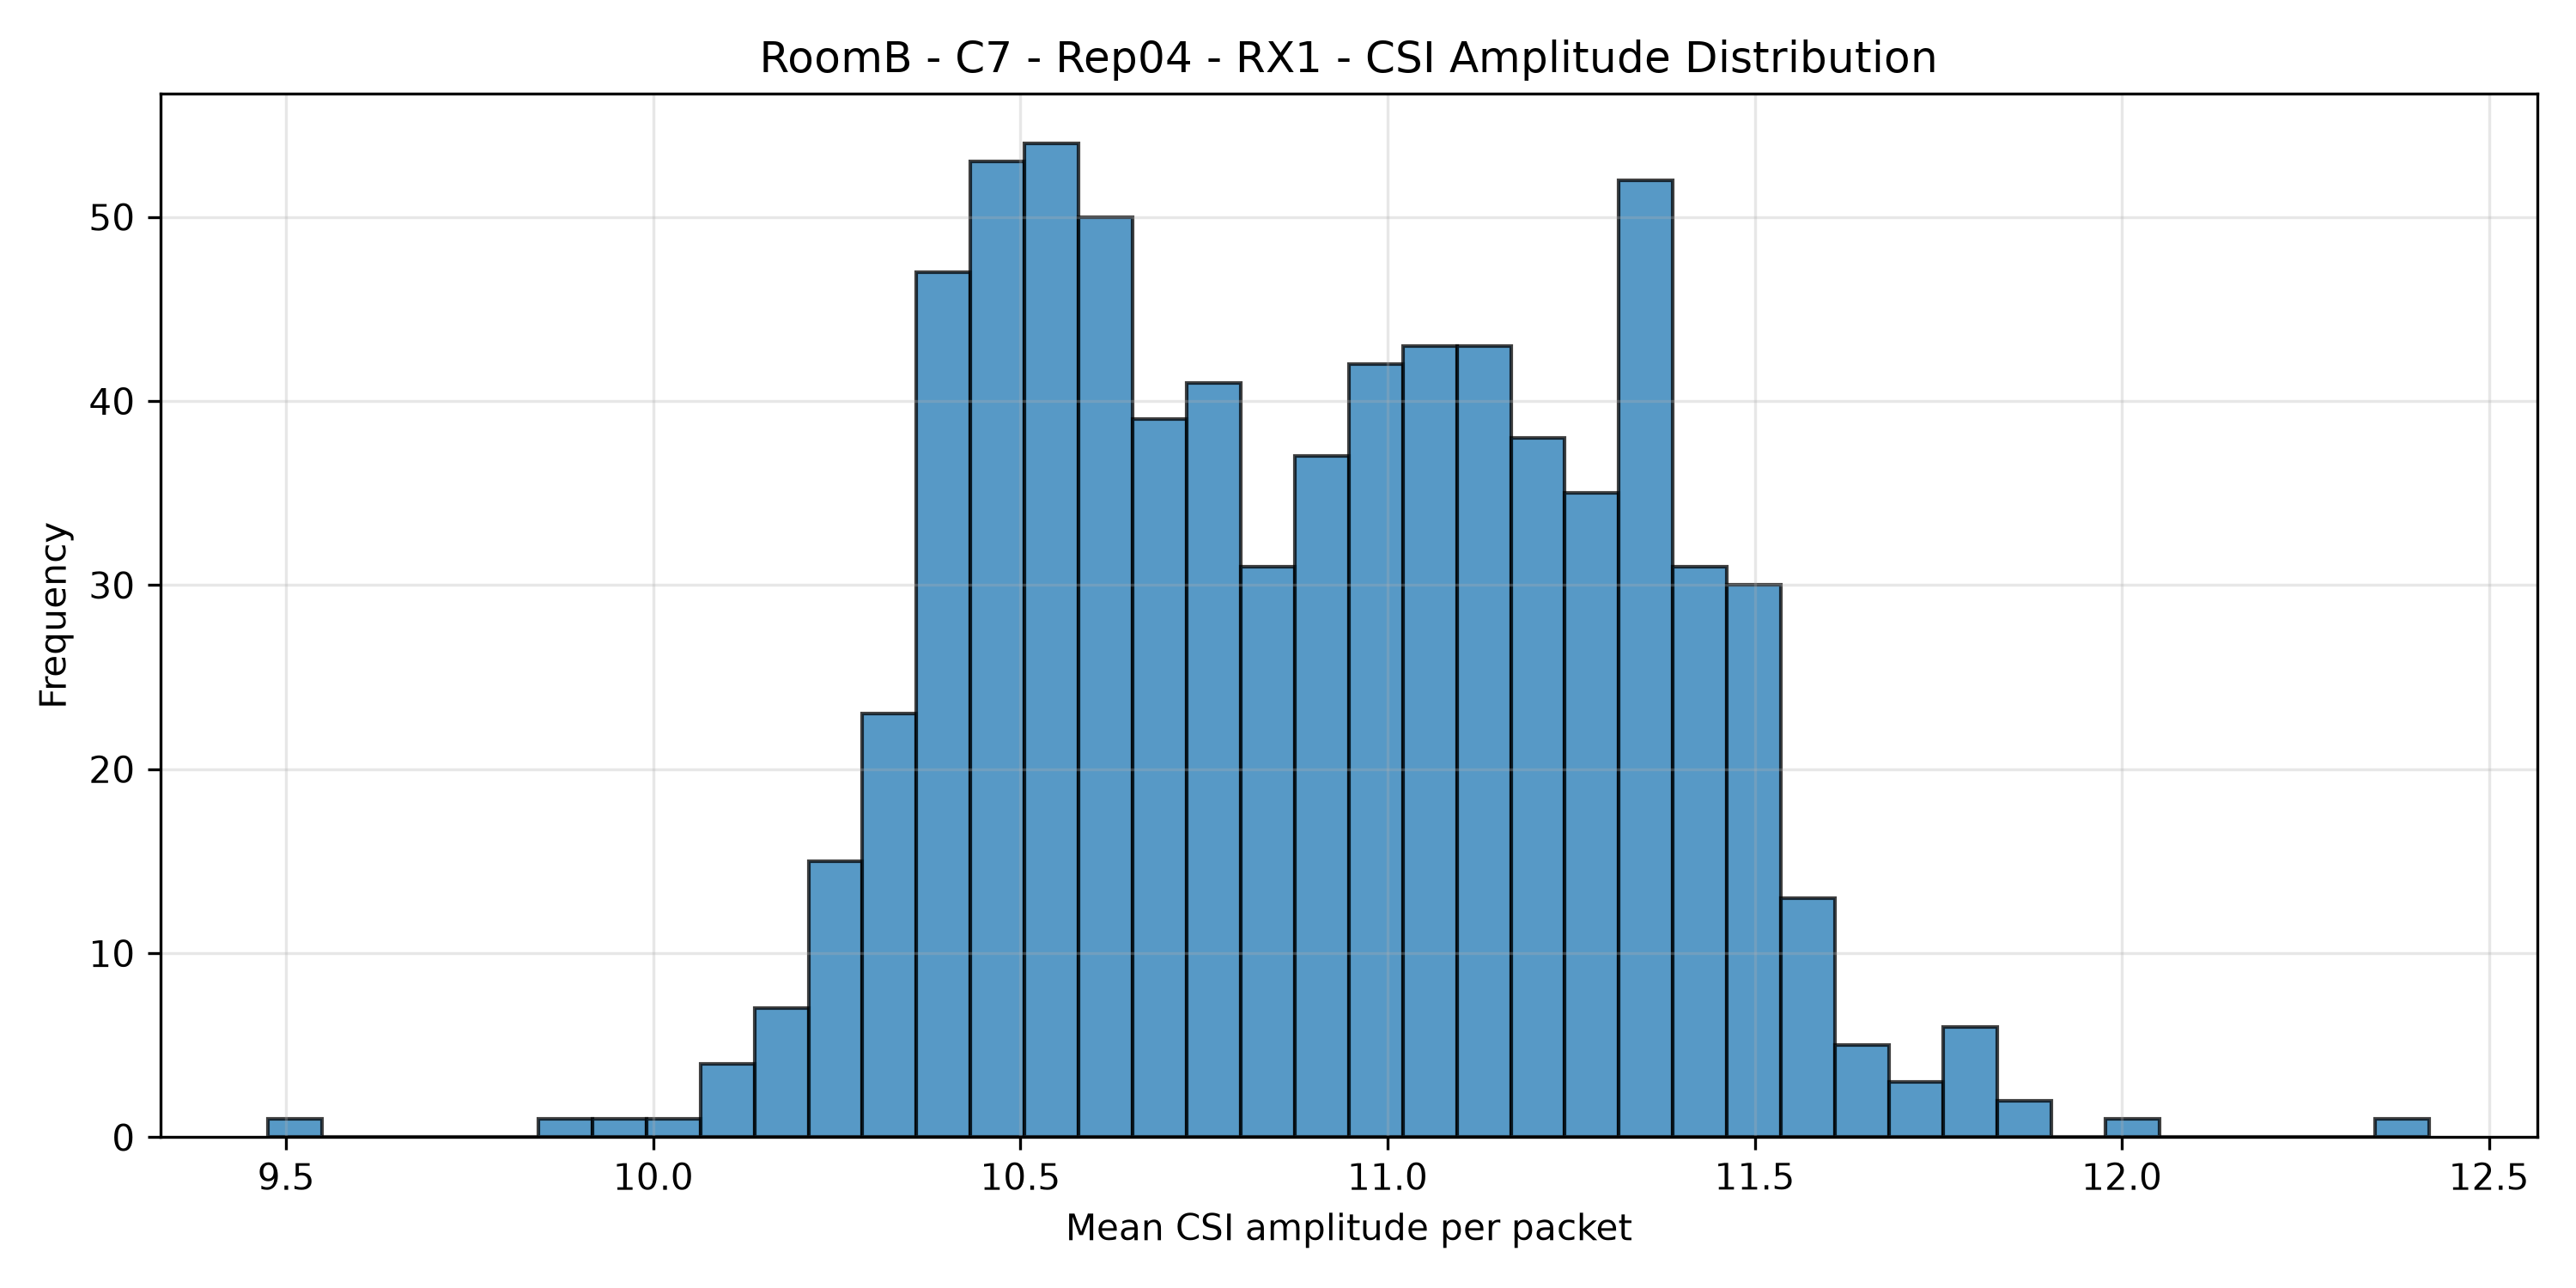 RoomB - C7 - Rep04 - RX1 - CSI Amplitude Distribution
Frequency
50
40
30
20
10
0
9.5 10.0 10.5 11.0 11.5 12.0 12.5
Mean CSI amplitude per packet